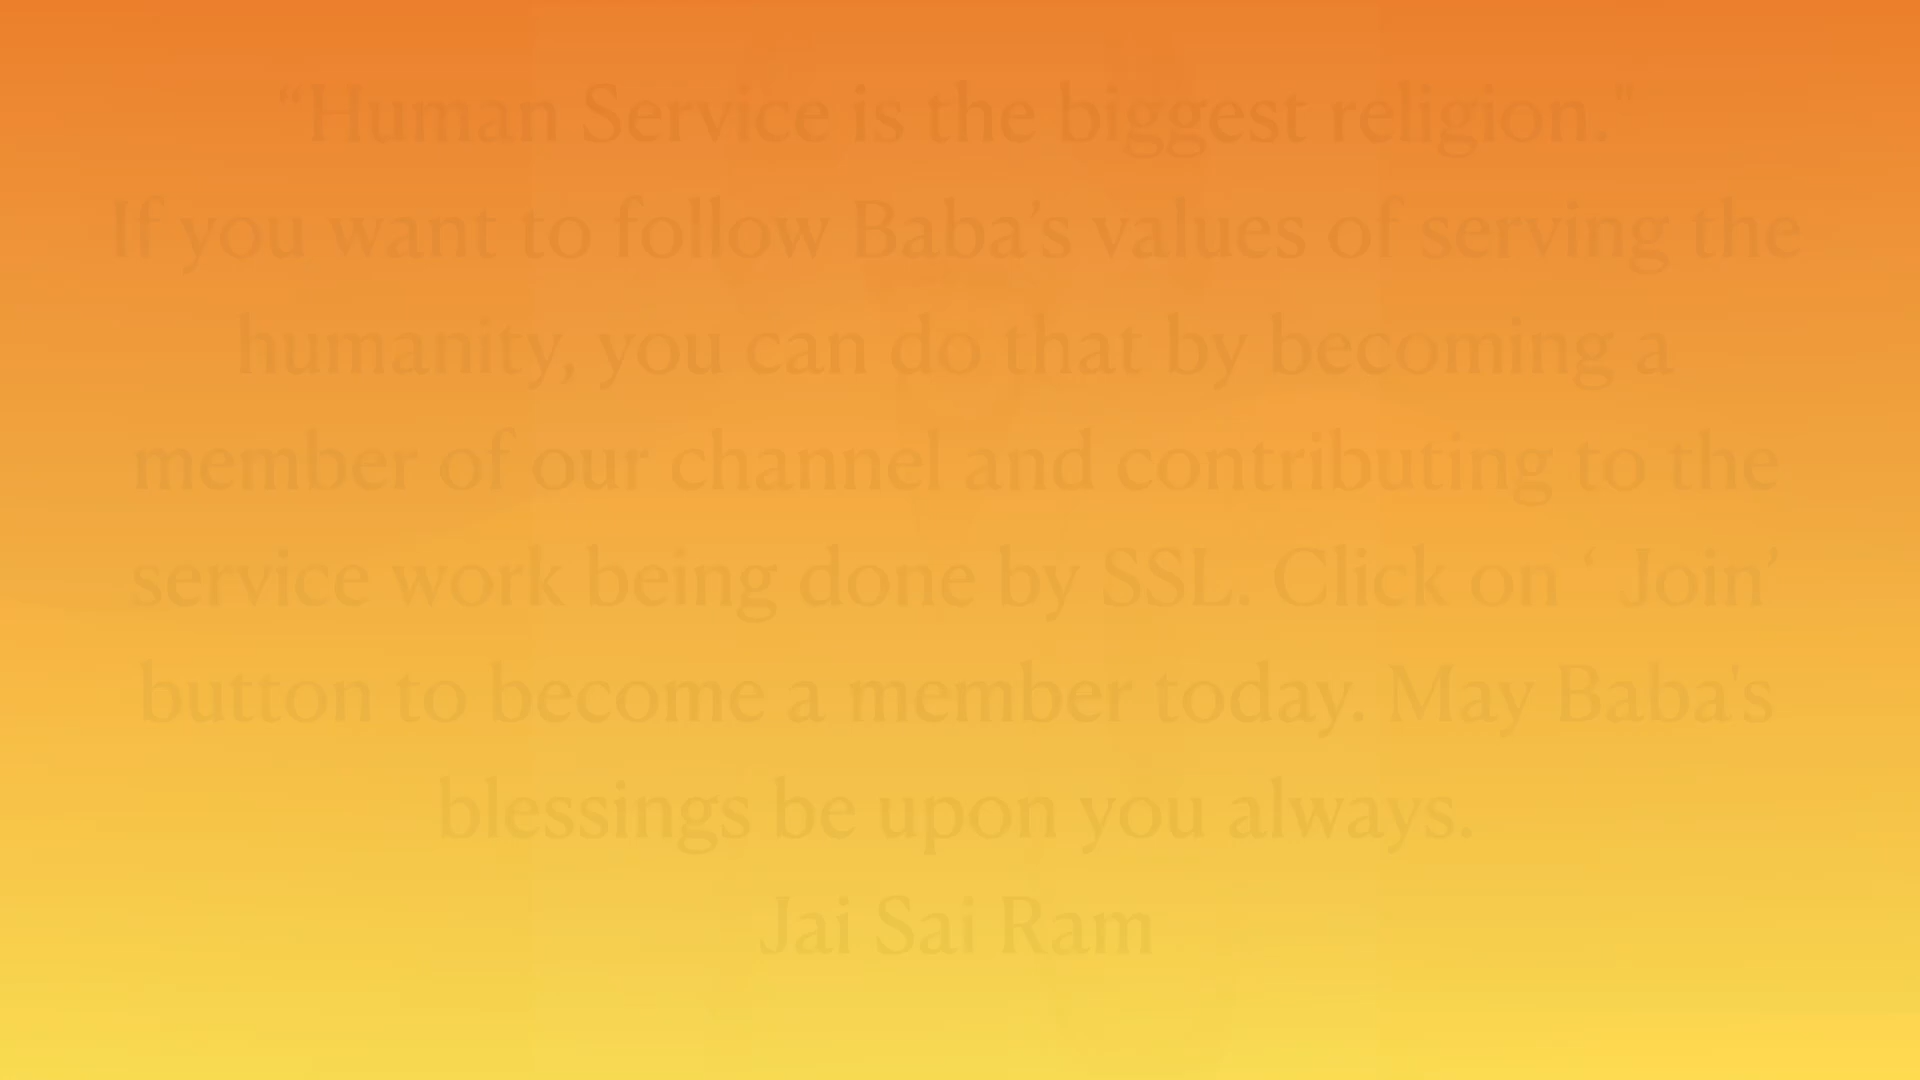 “Human Service is the biggest religion."
If you want to follow Baba’s values of serving the
humanity, you can do that by becoming a
member of our channel and contributing to the
service work being done by SSL. Click on ‘ Join’
button to become a member today. May Baba's
blessings be upon you always.
Jai Sai Ram